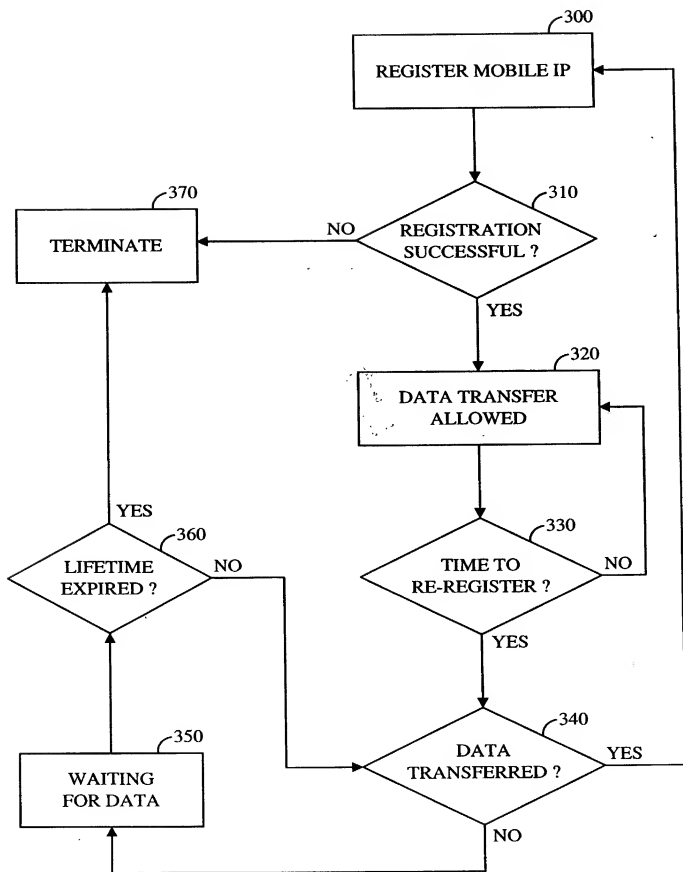 300
REGISTER MOBILE IP
310
370
REGISTRATION
SUCCESSFUL ?
NO
TERMINATE
YES
320
DATA TRANSFER
ALLOWED
YES
360
330
LIFETIME
EXPIRED ?
NO
TIME TO
RE-REGISTER ?
NO
YES
340
350
DATA
TRANSFERRED ?
YES
WAITING
FOR DATA
NO